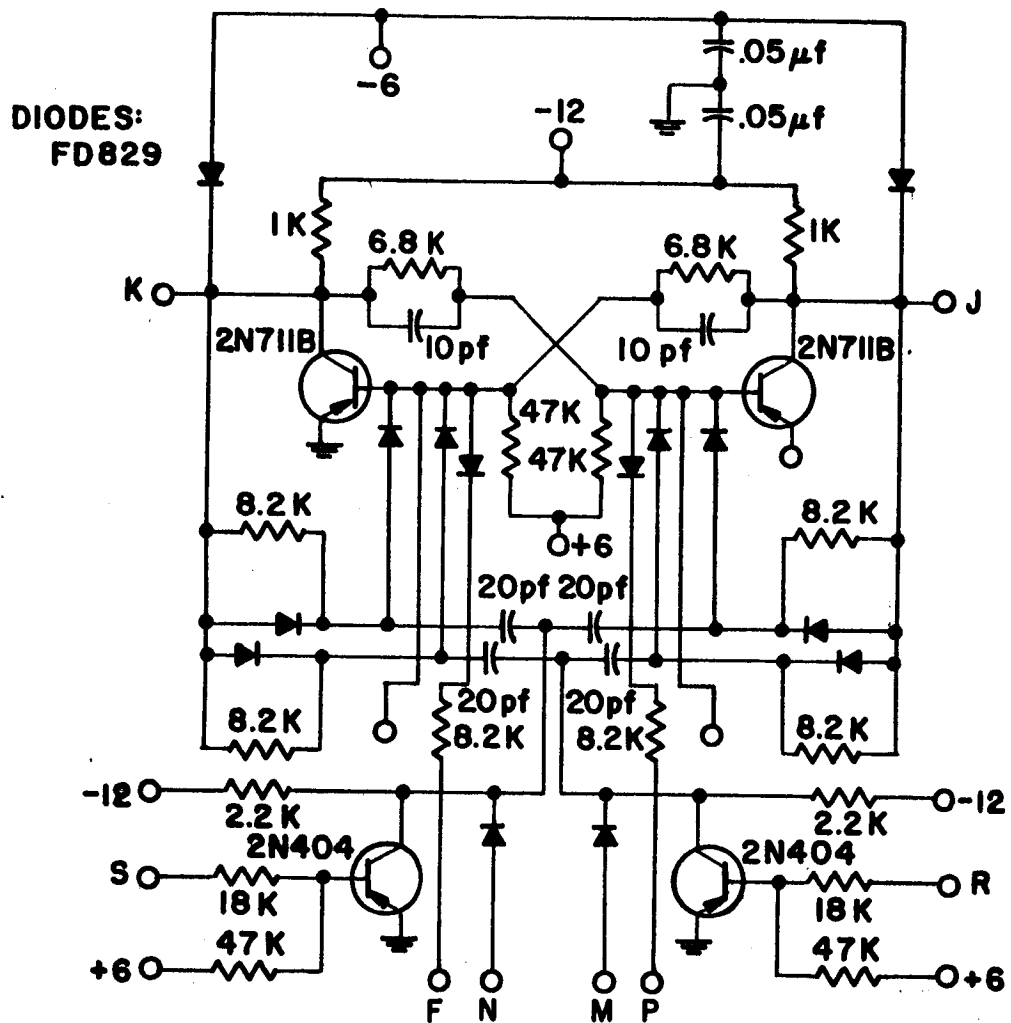 -6
.05µf
DIODES:
FD829
-12
.05µf
1K
6.8K
6.8K
1K
K
J
2N711B
10pf
10pf
2N711B
47K
47K
8.2K
8.2K
+6
20pf
20pf
20pf
20pf
8.2K
8.2K
8.2K
8.2K
-12
-12
2.2K
2.2K
2N404
2N404
S
R
18K
18K
47K
47K
+6
+6
F
N
M
P